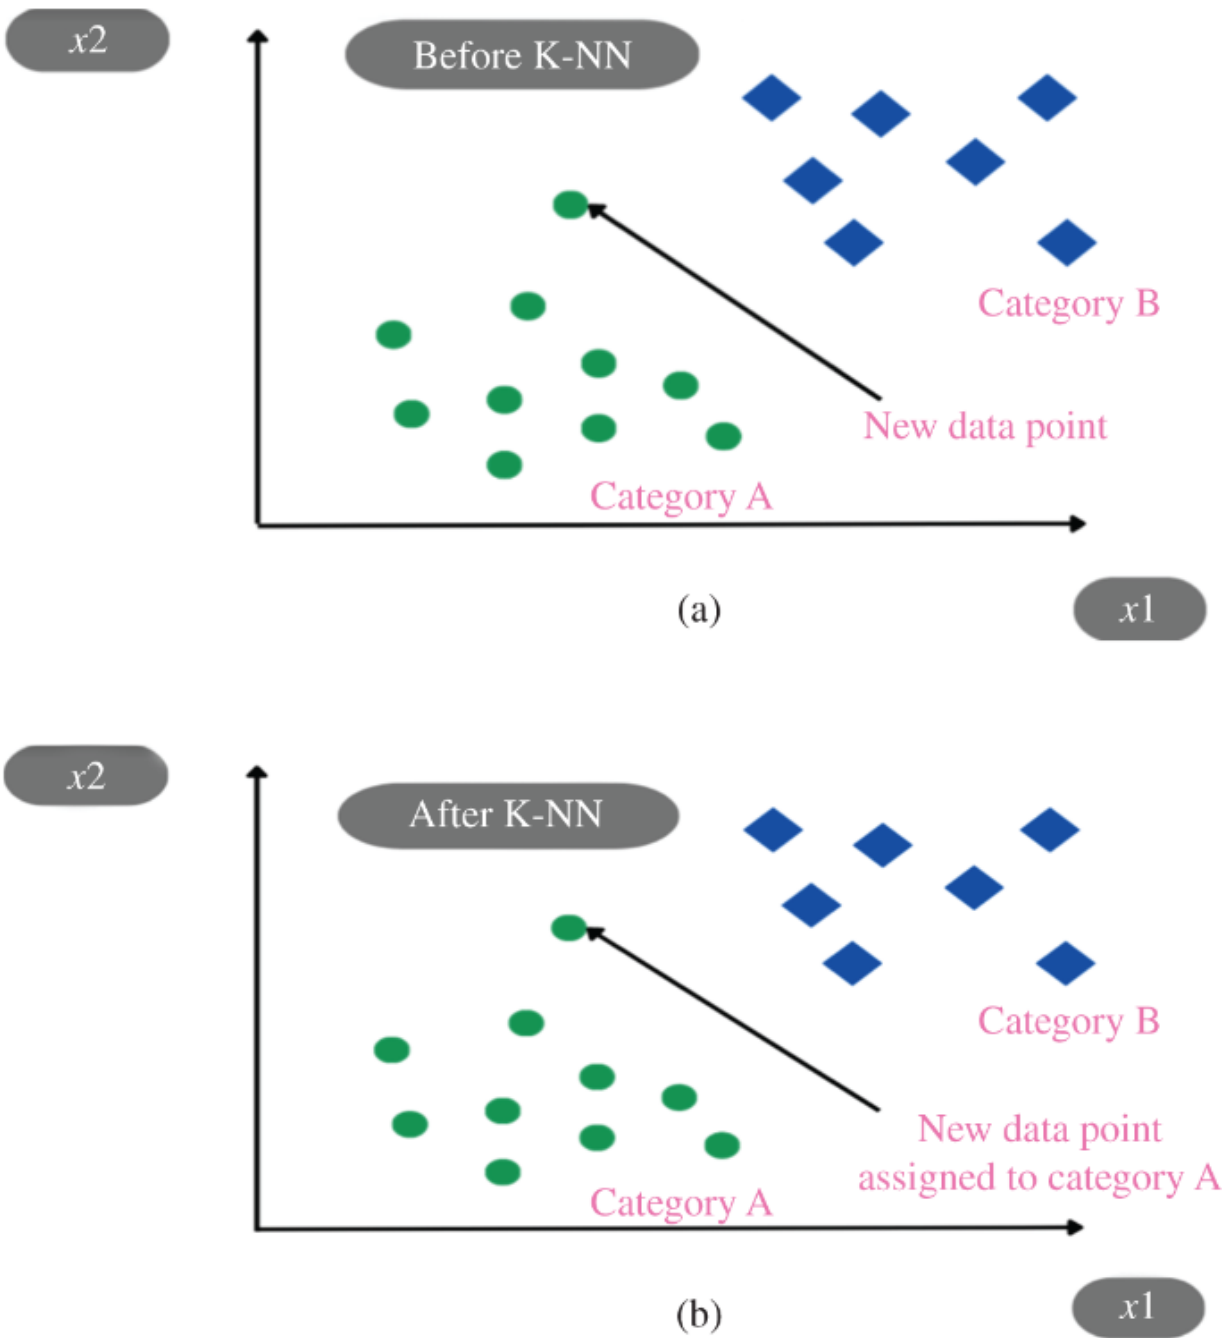 x2
Before K-NN
Category B
New data point
Category A
x1
(a)
x2
After K-NN
Category B
New data point
assigned to category A
Category A
x1
(b)